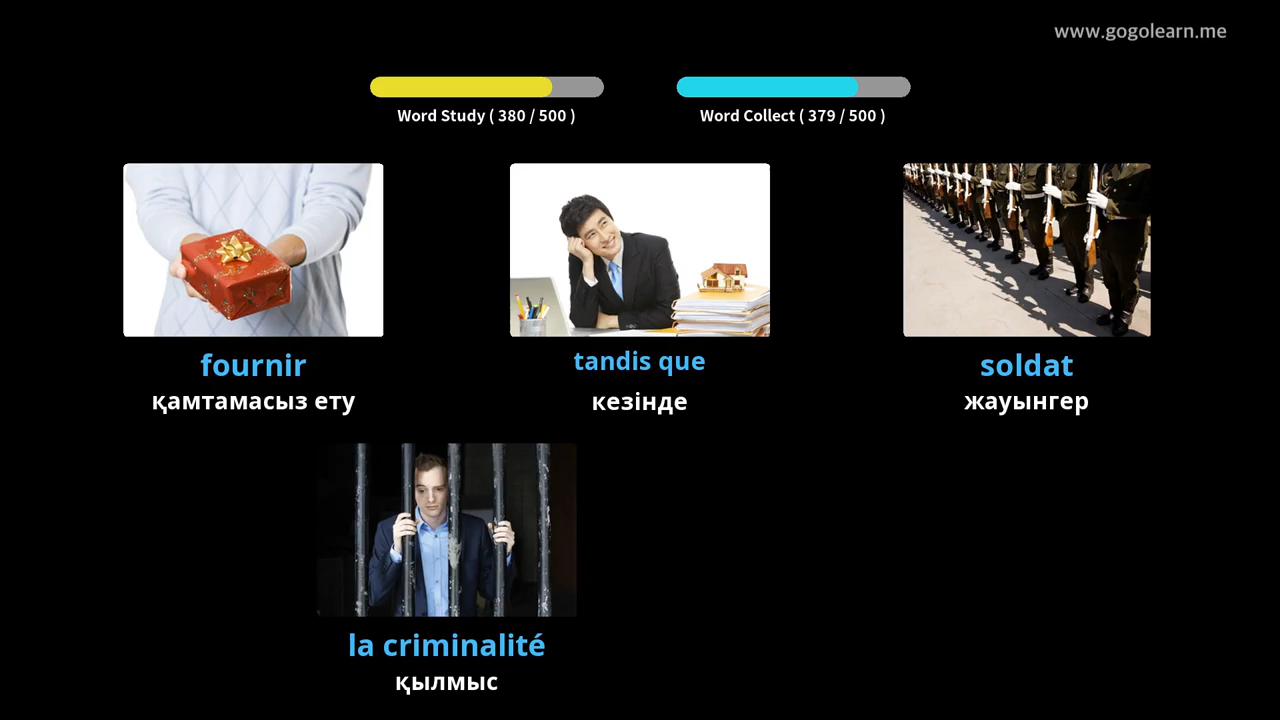 www.gogolearn.me
Word Study ( 380 / 500 )
Word Collect ( 379 / 500 )
fournir
қамтамасыз ету
tandis que
кезінде
soldat
жауынгер
la criminalité
қылмыс